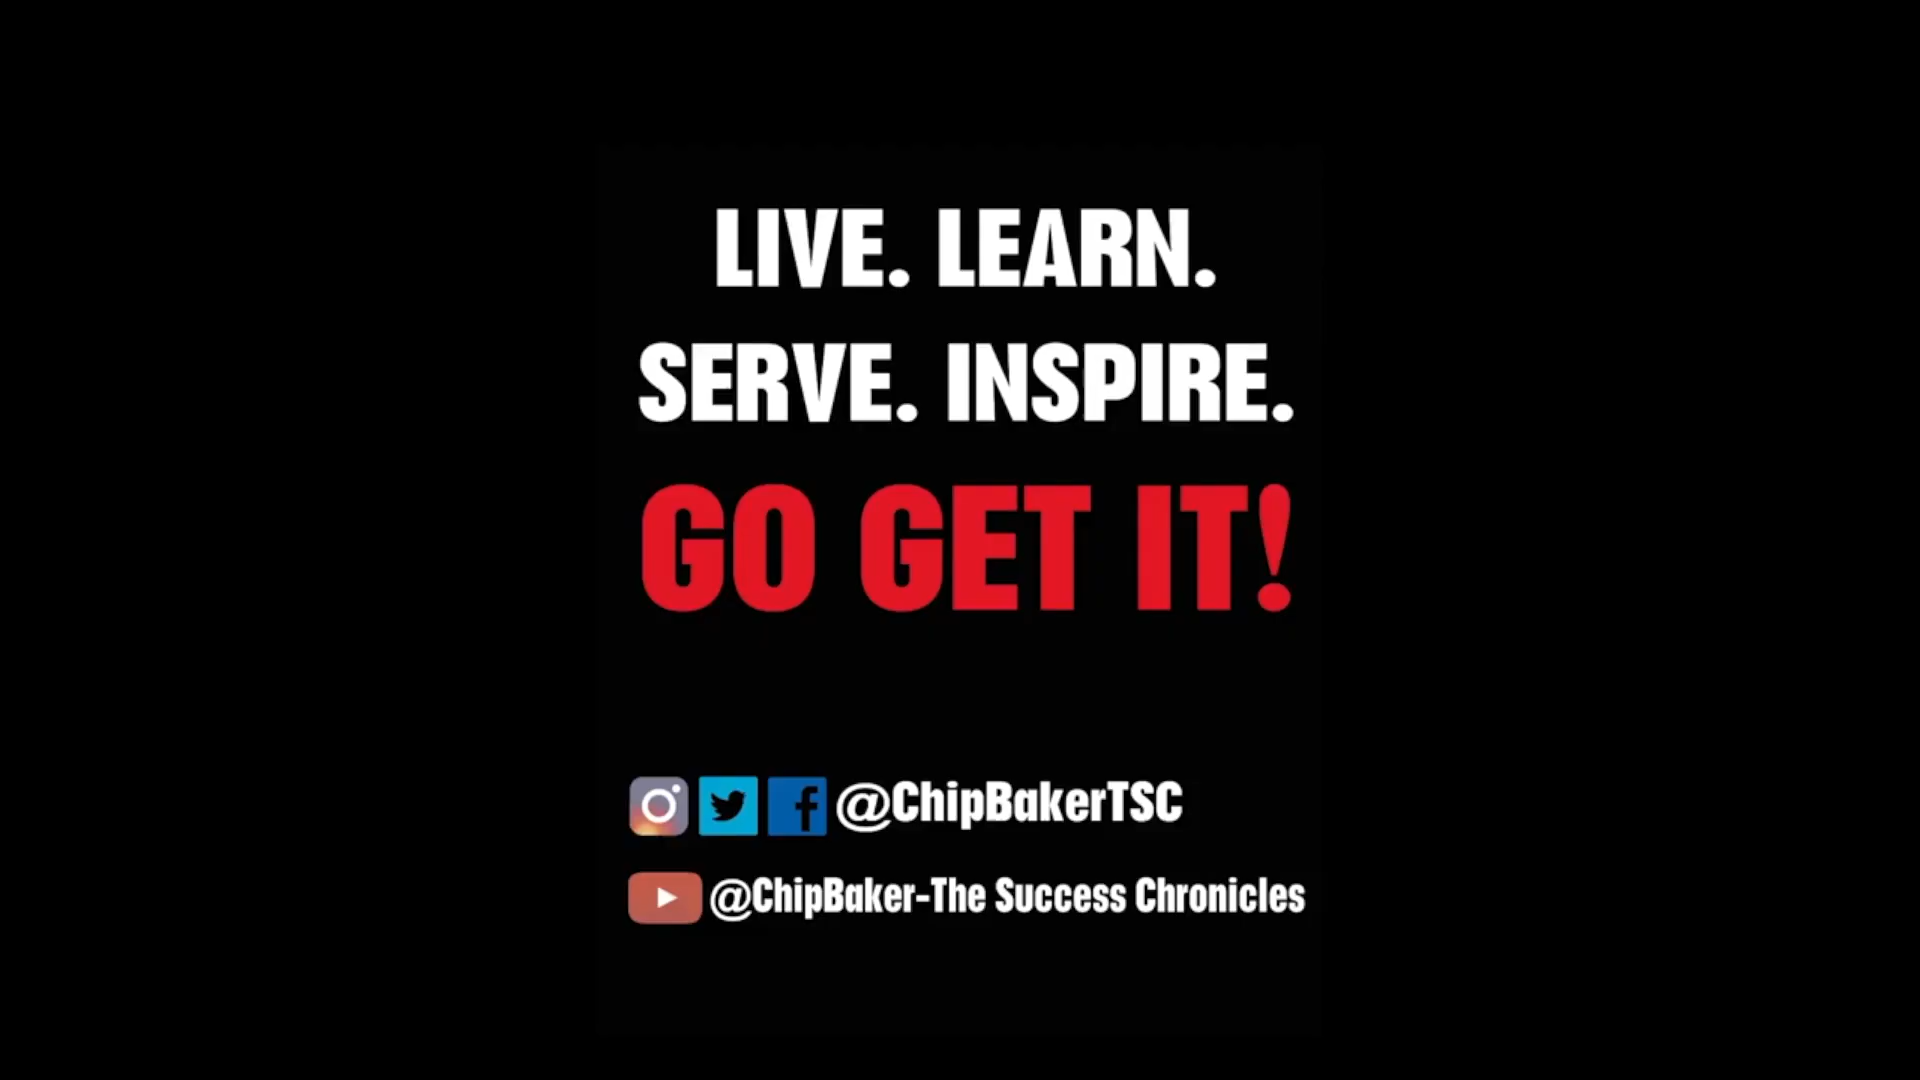 LIVE. LEARN.
SERVE. INSPIRE.
GO GET IT!
@ChipBakerTSC
@ChipBaker-The Success Chronicles